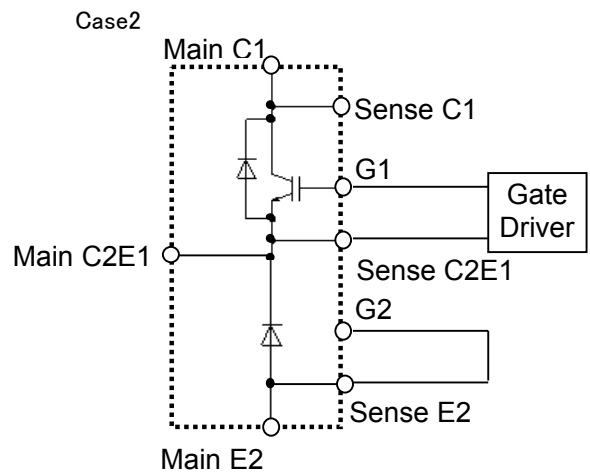 Case2
Main C1
Sense C1
G1
Gate
Driver
Main C2E1
Sense C2E1
G2
Sense E2
Main E2